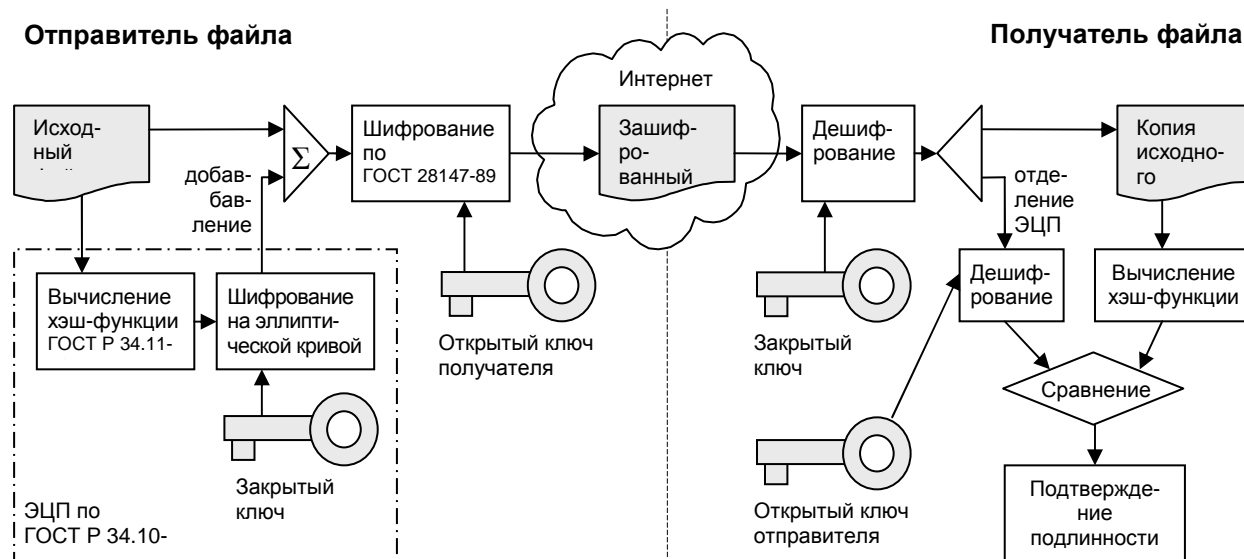 Отправитель файла
Получатель файла
Интернет
Исход-
ный
Σ
Шифрование
по
ГОСТ 28147-89
Зашиф-
ро-
ванный
Дешиф-
рование
Копия
исходно-
го
добав-
бав-
ление
отде-
ление
ЭЦП
Вычисление
хэш-функции
ГОСТ Р 34.11-
Шифрование
на эллипти-
ческой кривой
Открытый ключ
получателя
Закрытый
ключ
Дешиф-
рование
Вычисление
хэш-функции
Сравнение
Закрытый
ключ
ЭЦП по
ГОСТ Р 34.10-
Открытый ключ
отправителя
Подтвержде-
ние
подлинности